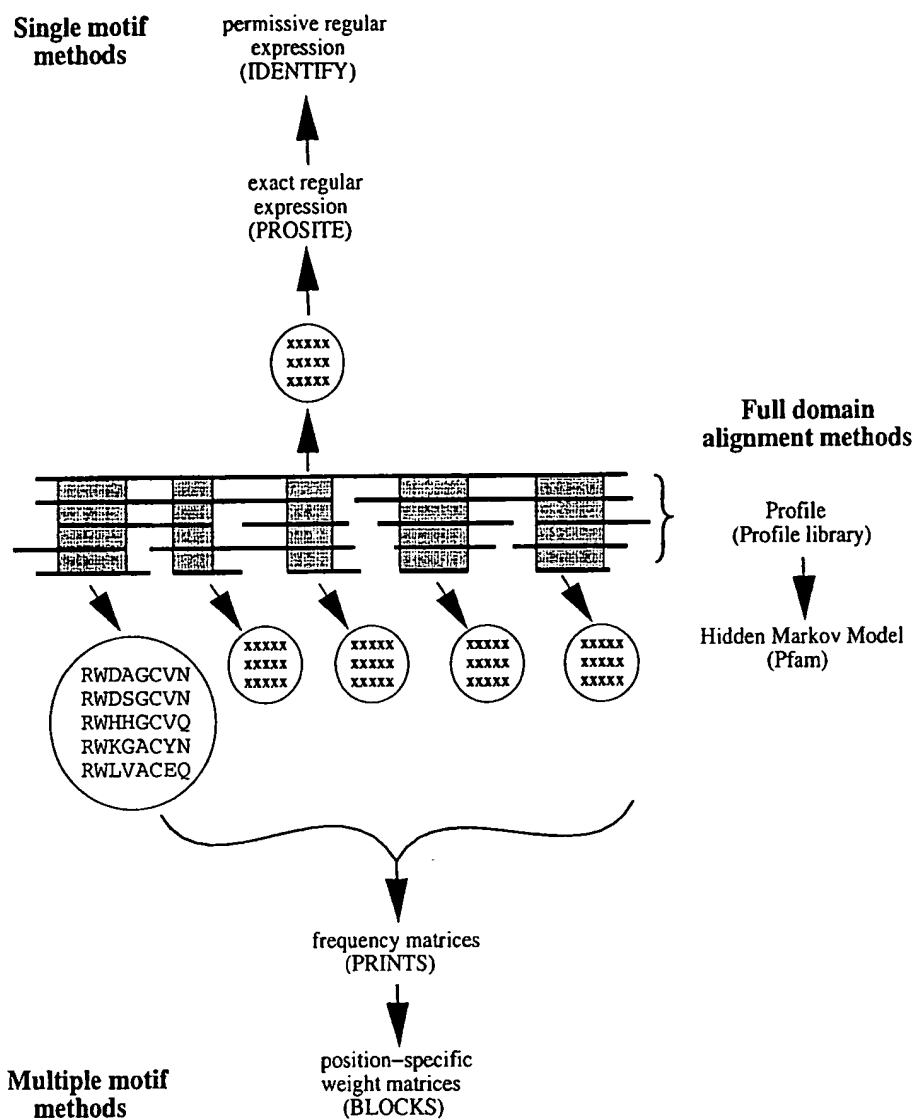 Single motif
methods
permissive regular
expression
(IDENTIFY)
exact regular
expression
(PROSITE)
xxxxx
xxxxx
xxxxx
Full domain
alignment methods
Profile
(Profile library)
Hidden Markov Model
(Pfam)
RWDAGCVN
RWDSGCVN
RWHHGCVQ
RWKGACYN
RWLVACEQ
xxxxx
xxxxx
xxxxx
xxxxx
xxxxx
xxxxx
xxxxx
xxxxx
xxxxx
xxxxx
xxxxx
xxxxx
frequency matrices
(PRINTS)
position-specific
weight matrices
(BLOCKS)
Multiple motif
methods